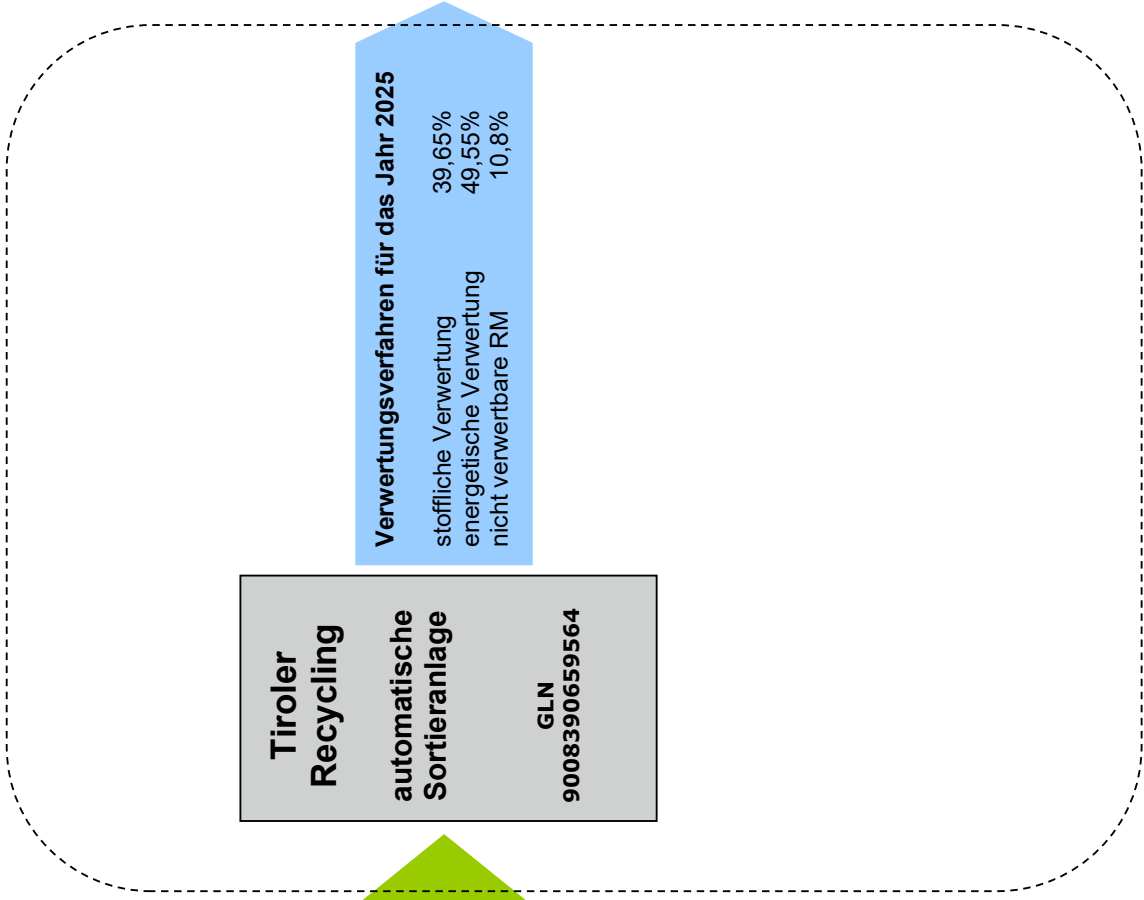 Tiroler
Recycling
automatische
Sortieranlage
GLN
9008390659564
Verwertungsverfahren für das Jahr 2025
stoffliche Verwertung 39,65%
energetische Verwertung 49,55%
nicht verwertbare RM 10,8%